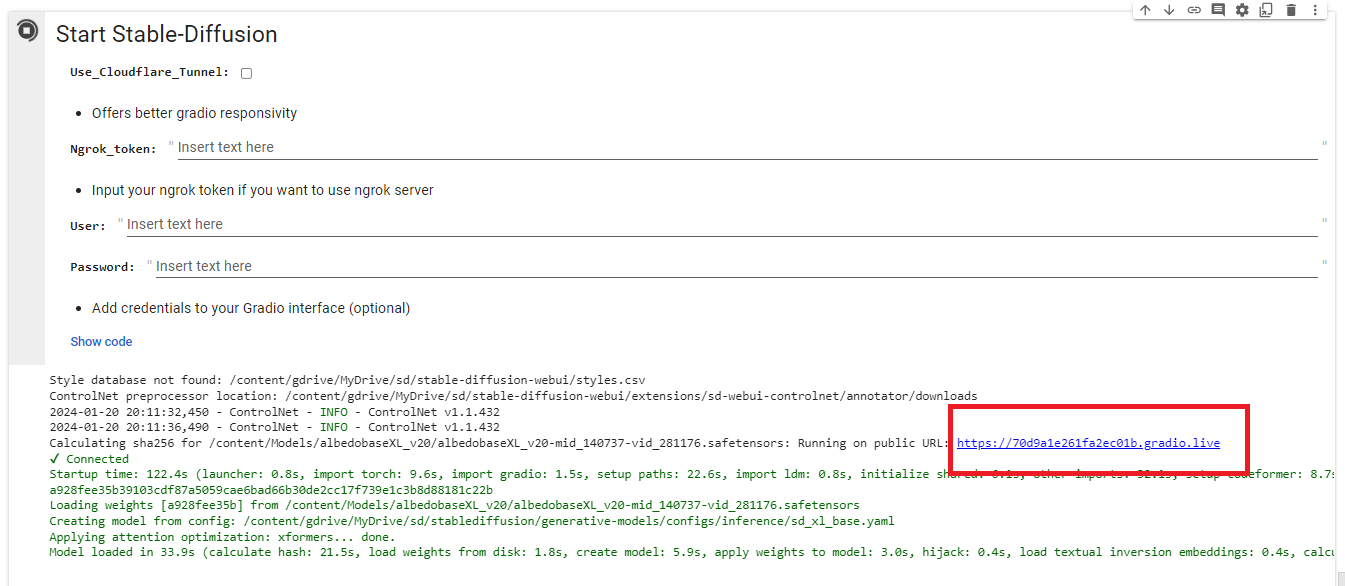 Start Stable-Diffusion
Use_Cloudflare_Tunnel:
Offers better gradio responsivity
Ngrok_token: " Insert text here "
Input your ngrok token if you want to use ngrok server
User: " Insert text here "
Password: " Insert text here "
Add credentials to your Gradio interface (optional)
Show code
Style database not found: /content/gdrive/MyDrive/sd/stable-diffusion-webui/styles.csv
ControlNet preprocessor location: /content/gdrive/MyDrive/sd/stable-diffusion-webui/extensions/sd-webui-controlnet/annotator/downloads
2024-01-20 20:11:32,450 - ControlNet - INFO - ControlNet v1.1.432
2024-01-20 20:11:36,490 - ControlNet - INFO - ControlNet v1.1.432
Calculating sha256 for /content/Models/albedobaseXL_v20/albedobaseXL_v20-mid_140737-vid_281176.safetensors: Running on public URL: https://70d9a1e261fa2ec01b.gradio.live
✓ Connected
Startup time: 122.4s (launcher: 0.8s, import torch: 9.6s, import gradio: 1.5s, setup paths: 22.6s, import ldm: 0.8s, initialize shared: other imports: setup codeformer: 8.7s
a928fee35b39103cdf87a5059cae6bad66b30de2cc17f739e1c3b8d88181c22b
Loading weights [a928fee35b] from /content/Models/albedobaseXL_v20/albedobaseXL_v20-mid_140737-vid_281176.safetensors
Creating model from config: /content/gdrive/MyDrive/sd/stablediffusion/generative-models/configs/inference/sd_xl_base.yaml
Applying attention optimization: xformers... done.
Model loaded in 33.9s (calculate hash: 21.5s, load weights from disk: 1.8s, create model: 5.9s, apply weights to model: 3.0s, hijack: 0.4s, load textual inversion embeddings: 0.4s, calcu